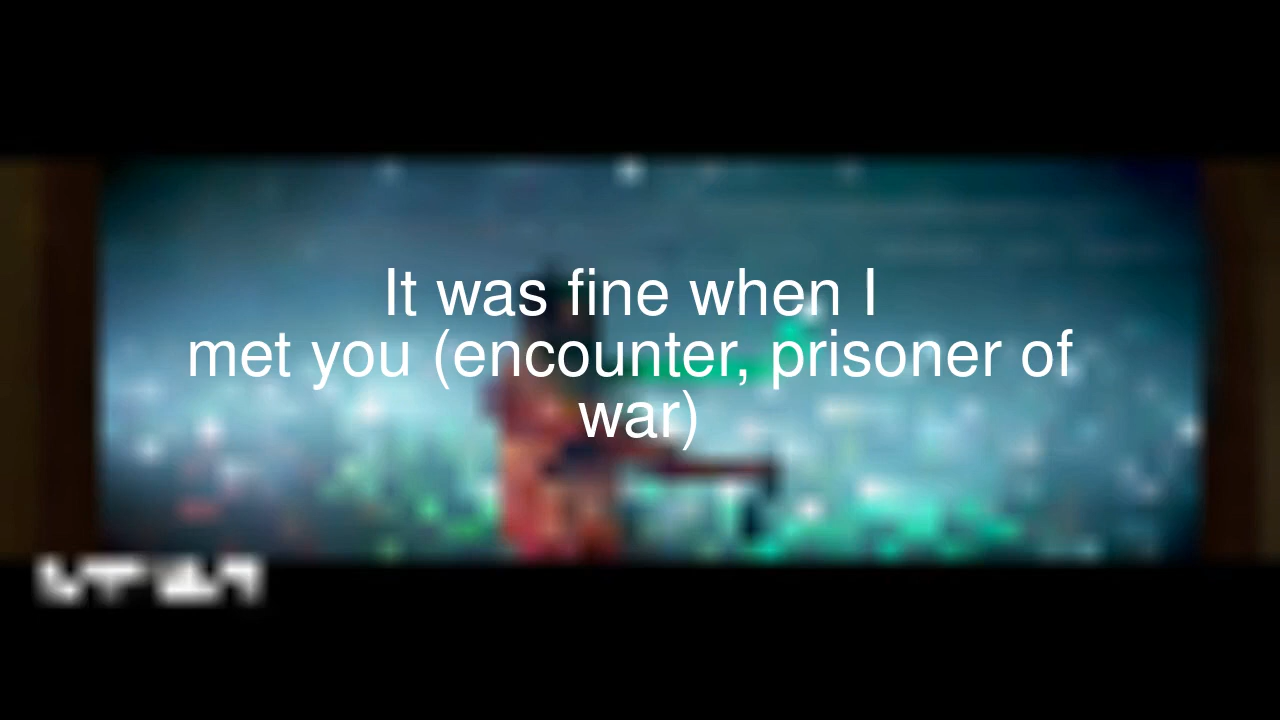 It was fine when I
met you (encounter, prisoner of
war)